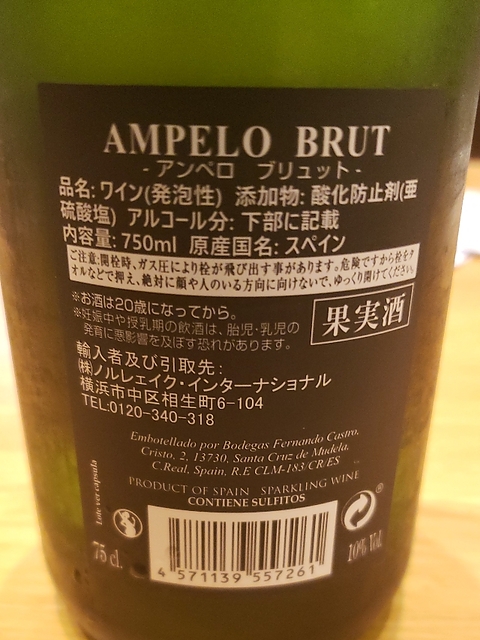 AMPELO BRUT
- アンペロ ブリュット -
品名: ワイン(発泡性) 添加物: 酸化防止剤(亜
硫酸塩) アルコール分: 下部に記載
内容量: 750ml 原産国名: スペイン
ご注意:開栓時、ガス圧により栓が飛び出す事があります。危険ですから栓をタ
オルなどで押え、絶対に顔や人のいる方向に向けないで、ゆっくり開けてください。
※お酒は20歳になってから。
※妊娠中や授乳期の飲酒は、胎児・乳児の
発育に悪影響を及ぼす恐れがあります。
果実酒
輸入者及び引取先:
㈱ノルレェイク・インターナショナル
横浜市中区相生町6-104
TEL:0120-340-318
Embotellado por Bodegas Fernando Castro,
Cristo, 2, 13730, Santa Cruz de Mudela,
C.Real. Spain. R.E CLM-183/CR/ES
PRODUCT OF SPAIN SPARKLING WINE
CONTIENE SULFITOS
Lote ver capsula
75 cl.
4 571139 557261
10% Vol.